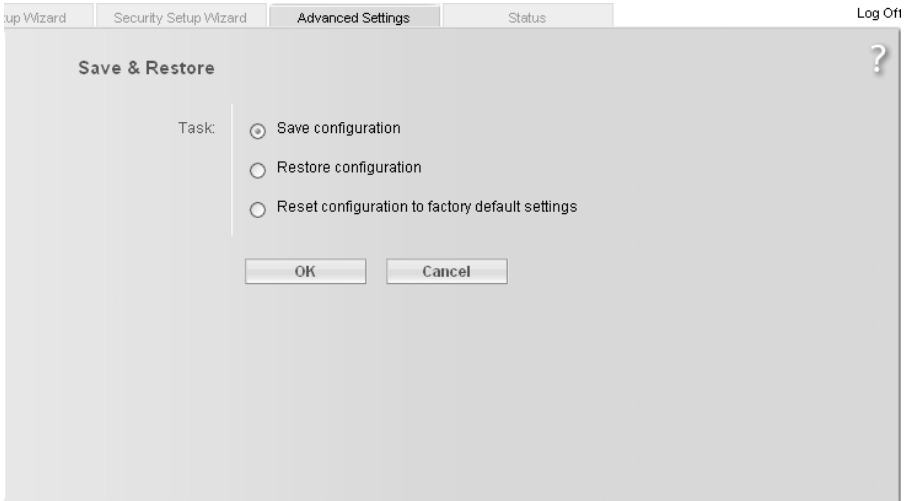 tup Wizard Security Setup Wizard Advanced Settings Status Log Off
?
Save & Restore
Task: Save configuration
Restore configuration
Reset configuration to factory default settings
OK Cancel